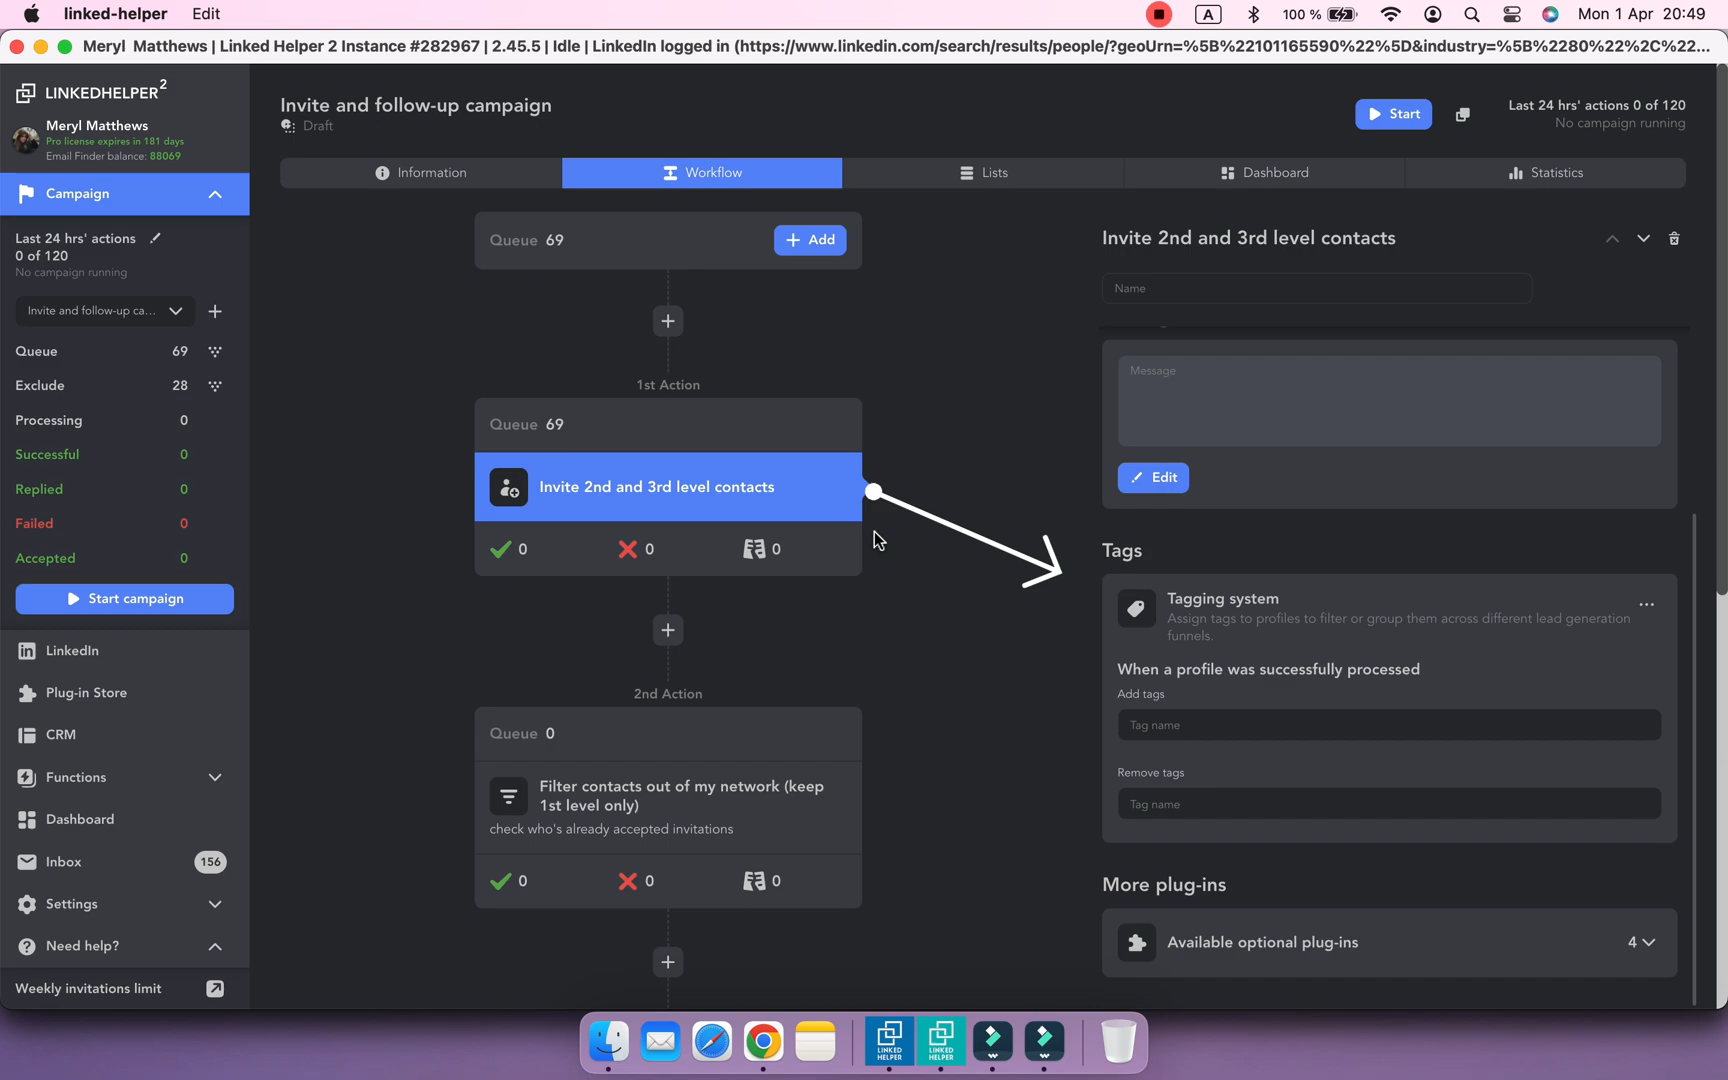 linked-helper Edit A 100 % Mon 1 Apr 20:49
Meryl Matthews | Linked Helper 2 Instance #282967 | 2.45.5 | Idle | LinkedIn logged in (https://www.linkedin.com/search/results/people/?geoUrn=%5B%22101165590%22%5D&industry=%5B%2280%22%2C%22...
LINKEDHELPER2
Meryl Matthews
Pro license expires in 181 days
Email Finder balance: 88069
Campaign
Last 24 hrs' actions
0 of 120
No campaign running
Invite and follow-up ca...
Queue 69
Exclude 28
Processing 0
Successful 0
Replied 0
Failed 0
Accepted 0
Start campaign
LinkedIn
Plug-in Store
CRM
Functions
Dashboard
Inbox 156
Settings
Need help?
Weekly invitations limit
Invite and follow-up campaign
Draft
Start
Last 24 hrs' actions 0 of 120
No campaign running
Information Workflow Lists Dashboard Statistics
Queue 69 + Add
1st Action
Queue 69
Invite 2nd and 3rd level contacts
0 0 0
2nd Action
Queue 0
Filter contacts out of my network (keep
1st level only)
check who's already accepted invitations
0 0 0
Invite 2nd and 3rd level contacts
Name
Message
Edit
Tags
Tagging system
Assign tags to profiles to filter or group them across different lead generation
funnels.
When a profile was successfully processed
Add tags
Tag name
Remove tags
Tag name
More plug-ins
Available optional plug-ins 4
LINKED
HELPER
LINKED
HELPER